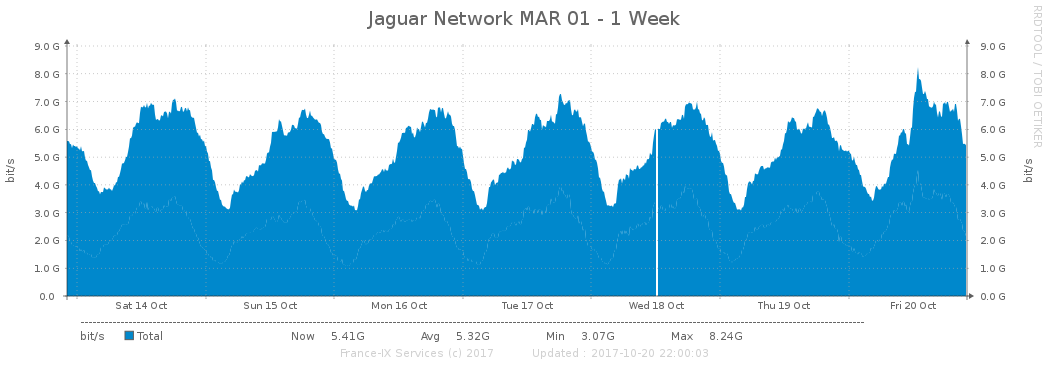 Jaguar Network MAR 01 - 1 Week
RRDTOOL / TOBI OETIKER
9.0 G 9.0 G
8.0 G 8.0 G
7.0 G 7.0 G
6.0 G 6.0 G
5.0 G 5.0 G
4.0 G 4.0 G
3.0 G 3.0 G
2.0 G 2.0 G
1.0 G 1.0 G
0.0 0.0 G
bit/s
bit/s
Sat 14 Oct Sun 15 Oct Mon 16 Oct Tue 17 Oct Wed 18 Oct Thu 19 Oct Fri 20 Oct
bit/s Total Now 5.41G Avg 5.32G Min 3.07G Max 8.24G
France-IX Services (c) 2017 Updated : 2017-10-20 22:00:03